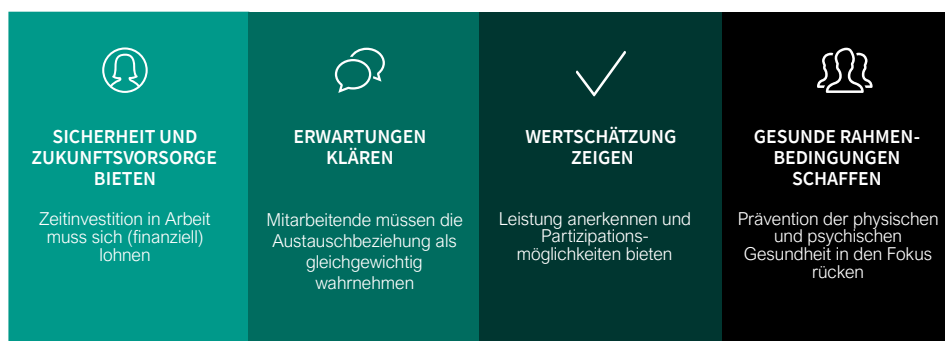 SICHERHEIT UND
ZUKUNFTSVORSORGE
BIETEN
Zeitinvestition in Arbeit
muss sich (finanziell)
lohnen
ERWARTUNGEN
KLÄREN
Mitarbeitende müssen die
Austauschbeziehung als
gleichgewichtig
wahrnehmen
WERTSCHÄTZUNG
ZEIGEN
Leistung anerkennen und
Partizipations-
möglichkeiten bieten
GESUNDE RAHMEN-
BEDINGUNGEN
SCHAFFEN
Prävention der physischen
und psychischen
Gesundheit in den Fokus
rücken